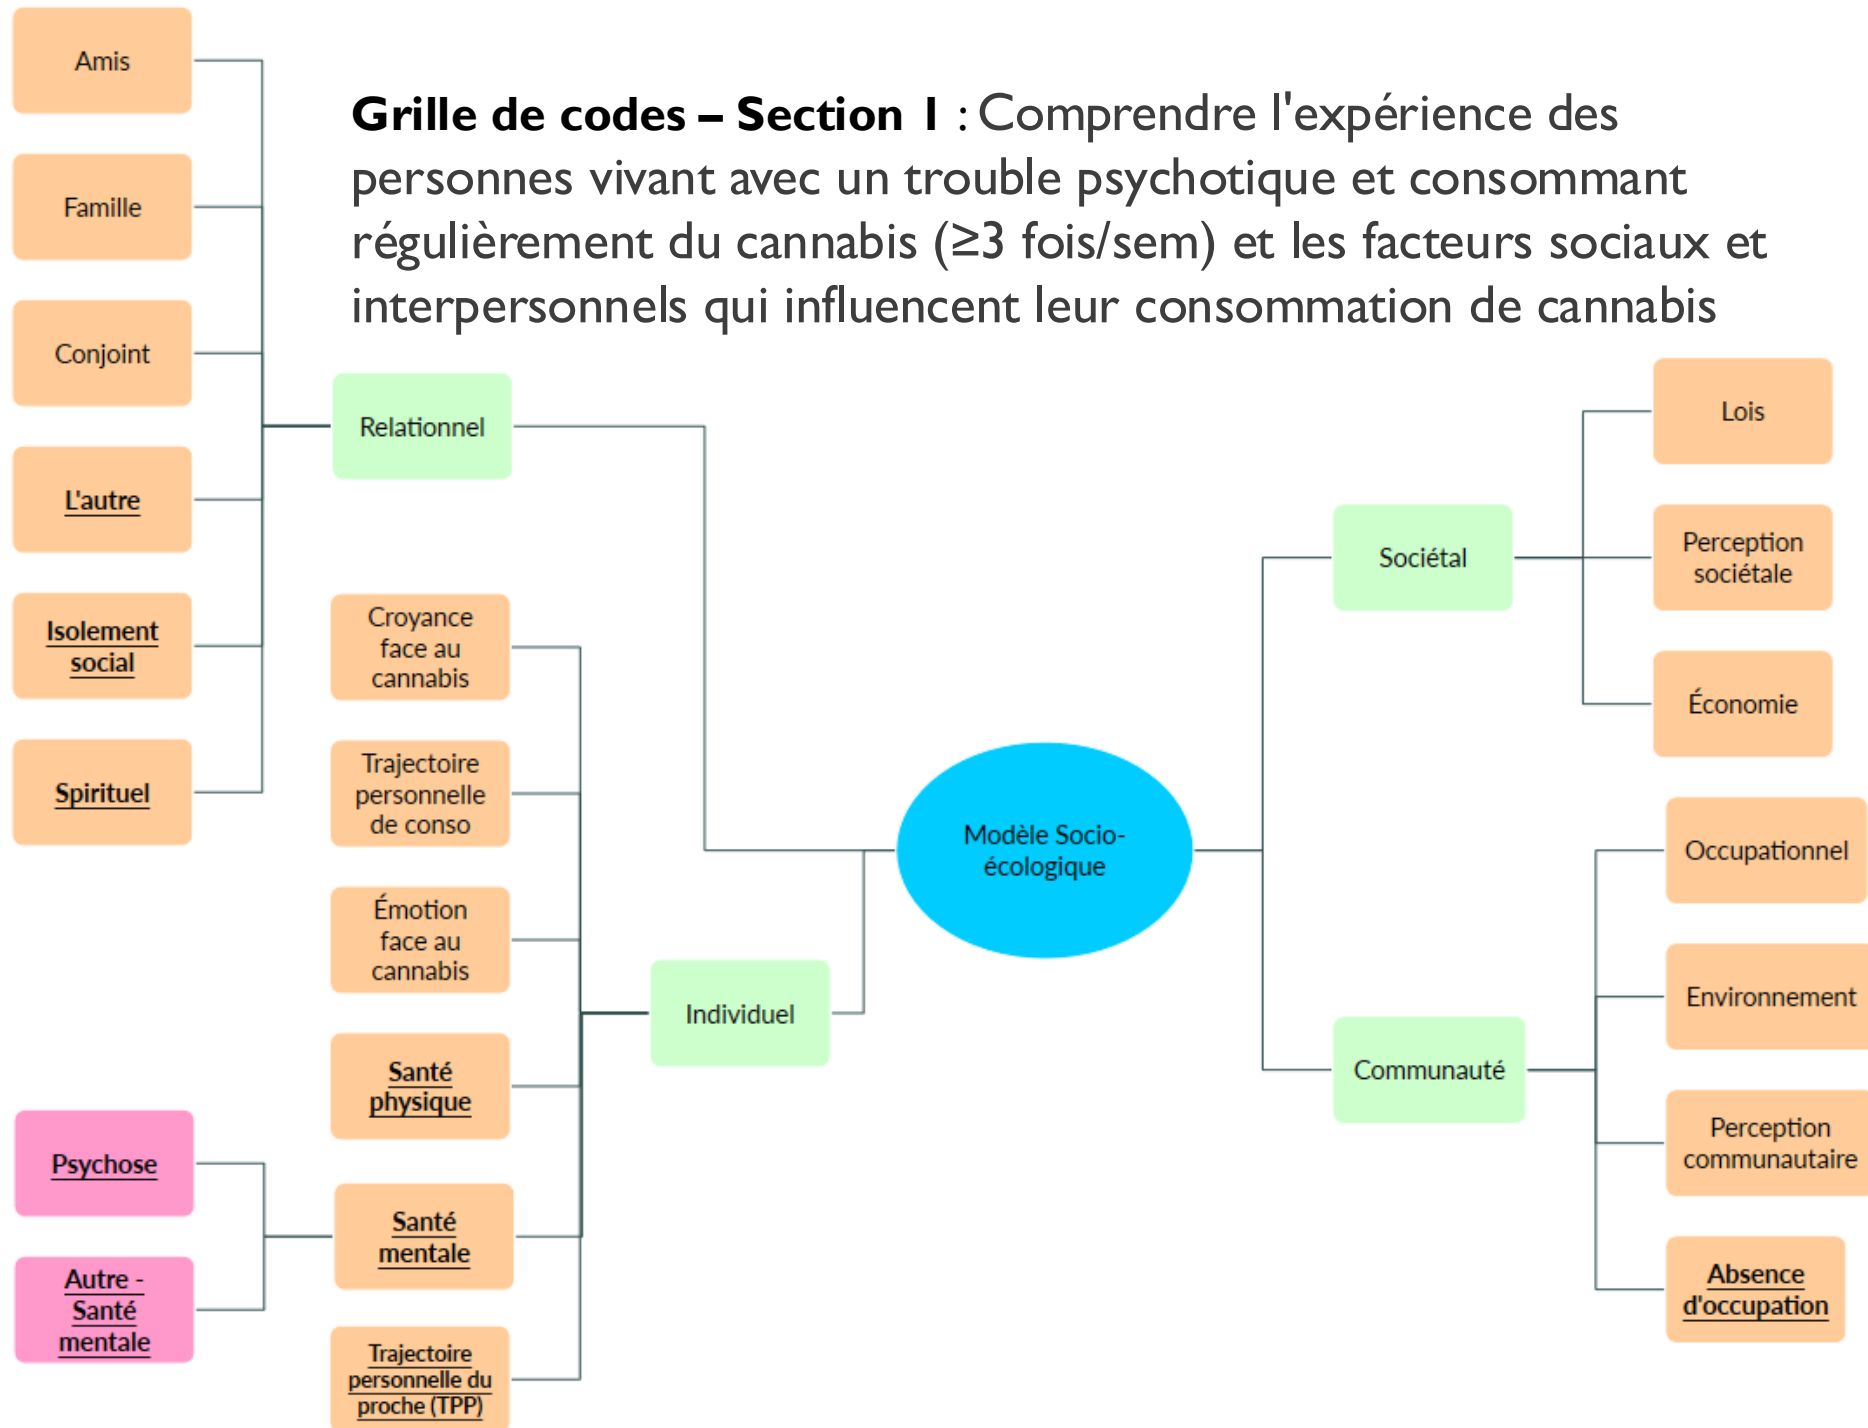 Grille de codes – Section 1 : Comprendre l'expérience des
personnes vivant avec un trouble psychotique et consommant
régulièrement du cannabis (≥3 fois/sem) et les facteurs sociaux et
interpersonnels qui influencent leur consommation de cannabis
Amis
Famille
Conjoint
L'autre
Isolement
social
Spirituel
Relationnel
Croyance
face au
cannabis
Trajectoire
personnelle
de conso
Émotion
face au
cannabis
Santé
physique
Santé
mentale
Trajectoire
personnelle du
proche (TPP)
Psychose
Autre -
Santé
mentale
Individuel
Modèle Socio-
écologique
Sociétal
Lois
Perception
sociétale
Économie
Communauté
Occupationnel
Environnement
Perception
communautaire
Absence
d'occupation